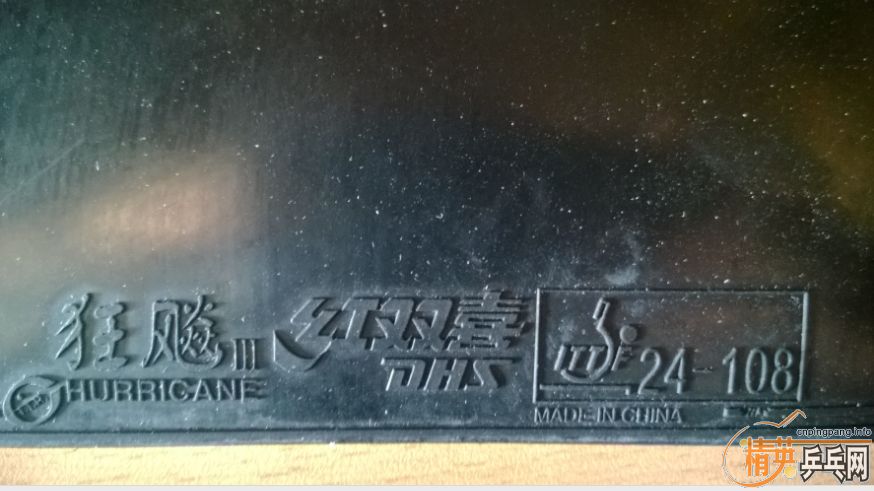 狂飚III 红双喜 ITTF 24-108
HURRICANE DHS
MADE IN CHINA
cnpingpang.info
精英乒乓网